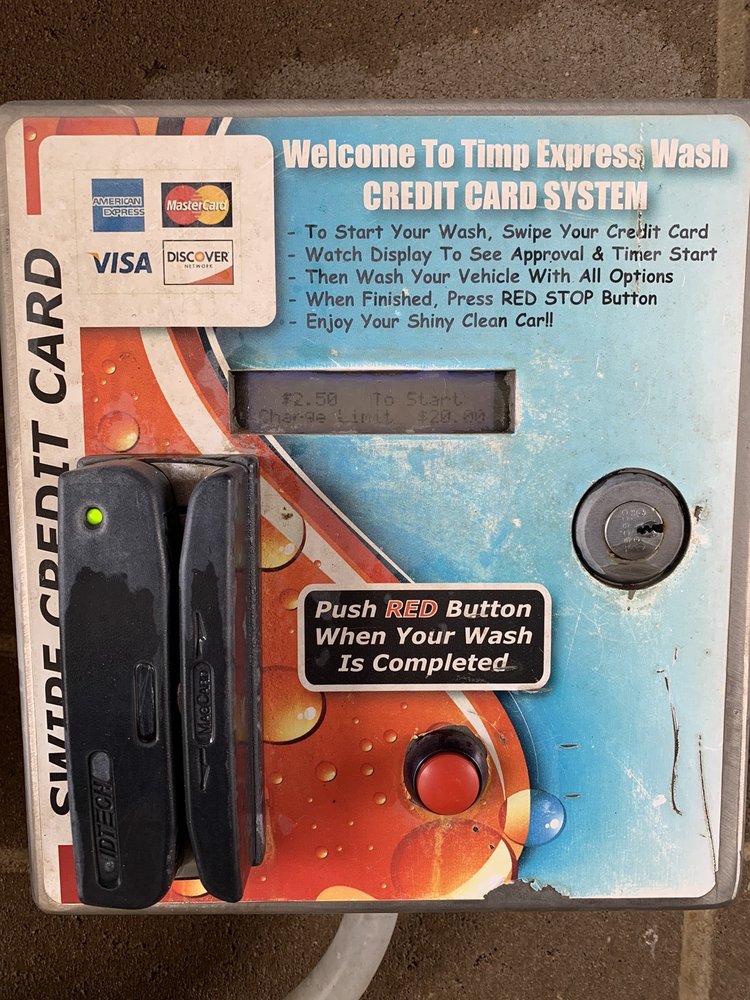 Welcome To Timp Express Wash
CREDIT CARD SYSTEM
AMERICAN
EXPRESS
MasterCard
VISA
DISCOVER
NETWORK
- To Start Your Wash, Swipe Your Credit Card
- Watch Display To See Approval & Timer Start
- Then Wash Your Vehicle With All Options
- When Finished, Press RED STOP Button
- Enjoy Your Shiny Clean Car!!
$2.50 To Start
Charge Limit $20.00
SWIPE CREDIT CARD
Push RED Button
When Your Wash
Is Completed
MagCard
IDTECH